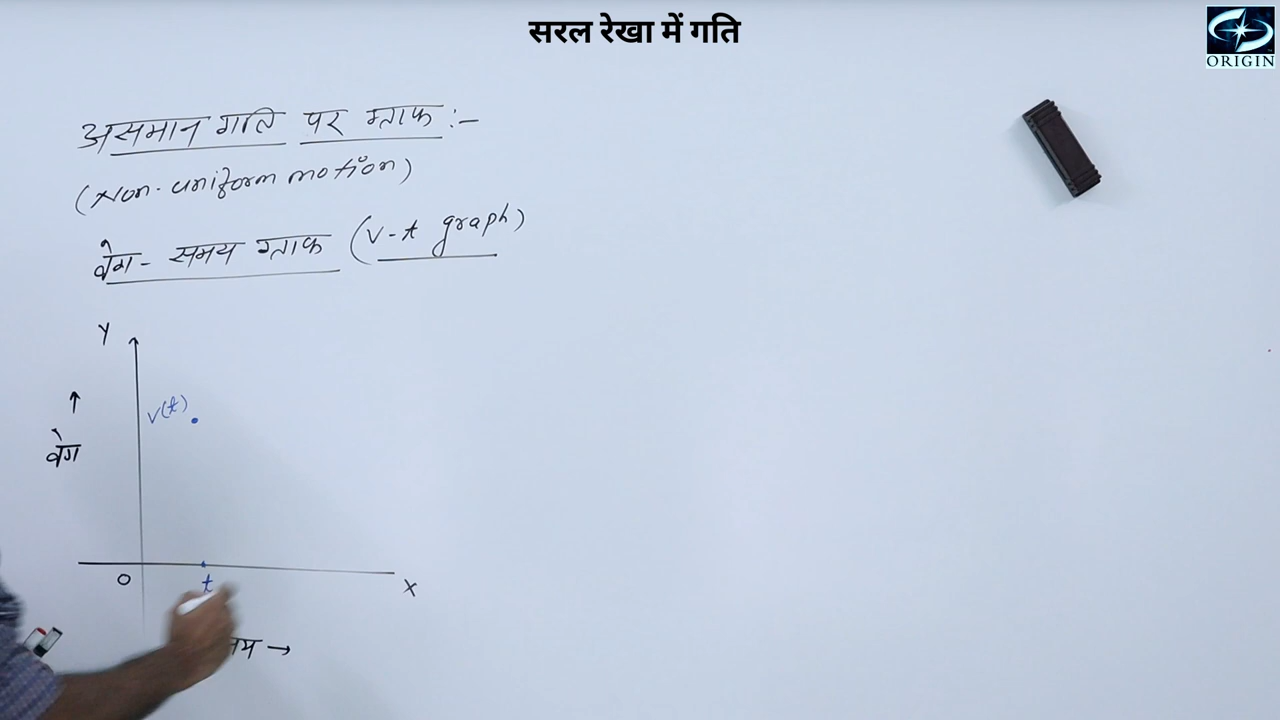 सरल रेखा में गति
ORIGIN
असमान गति पर ग्राफ :-
(Non-uniform motion)
वेग- समय ग्राफ (v-t graph)
Y
v(t)
↑
वेग
O
t
X
→